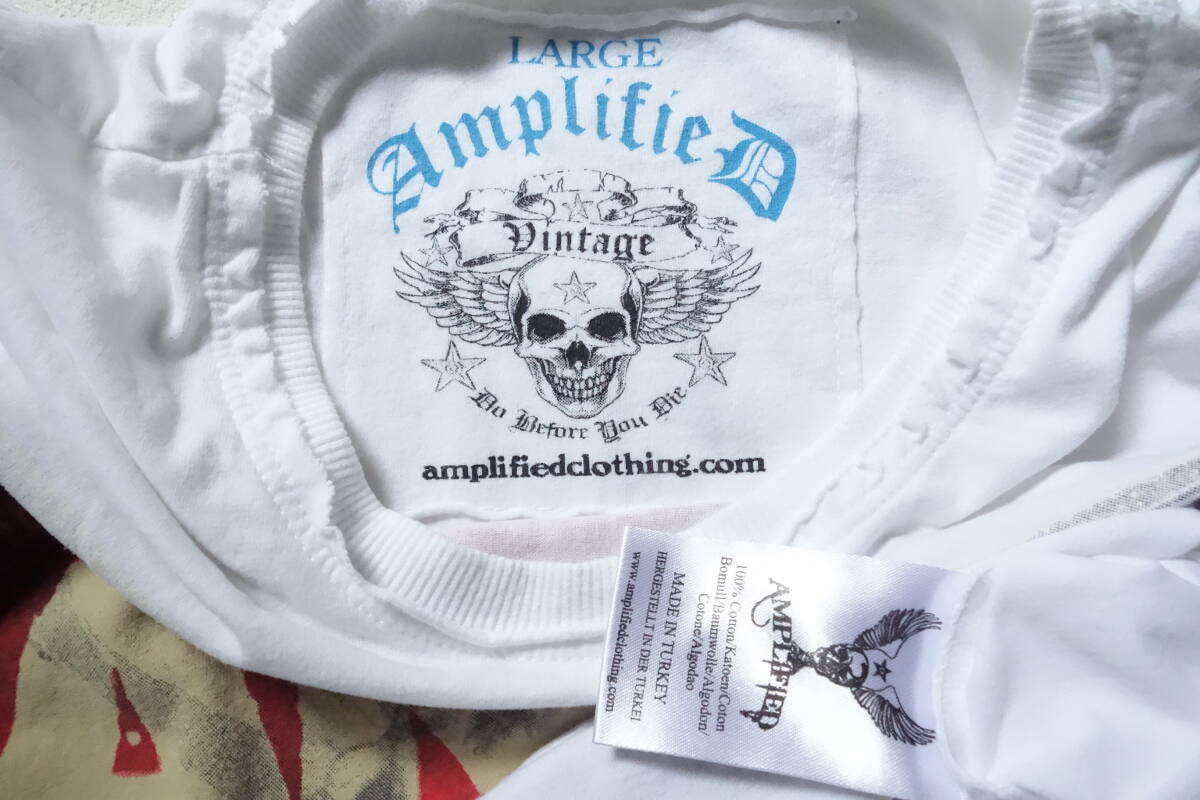 LARGE
AmplifieD
Vintage
Do Before You Die
amplifiedclothing.com
AMPLIFIED
100% Cotton/Katoen/Coton
Bomull/Baumwolle/Algodon/
Cotone/Algodao
MADE IN TURKEY
HERGESTELLT IN DER TURKEI
www.amplifiedclothing.com